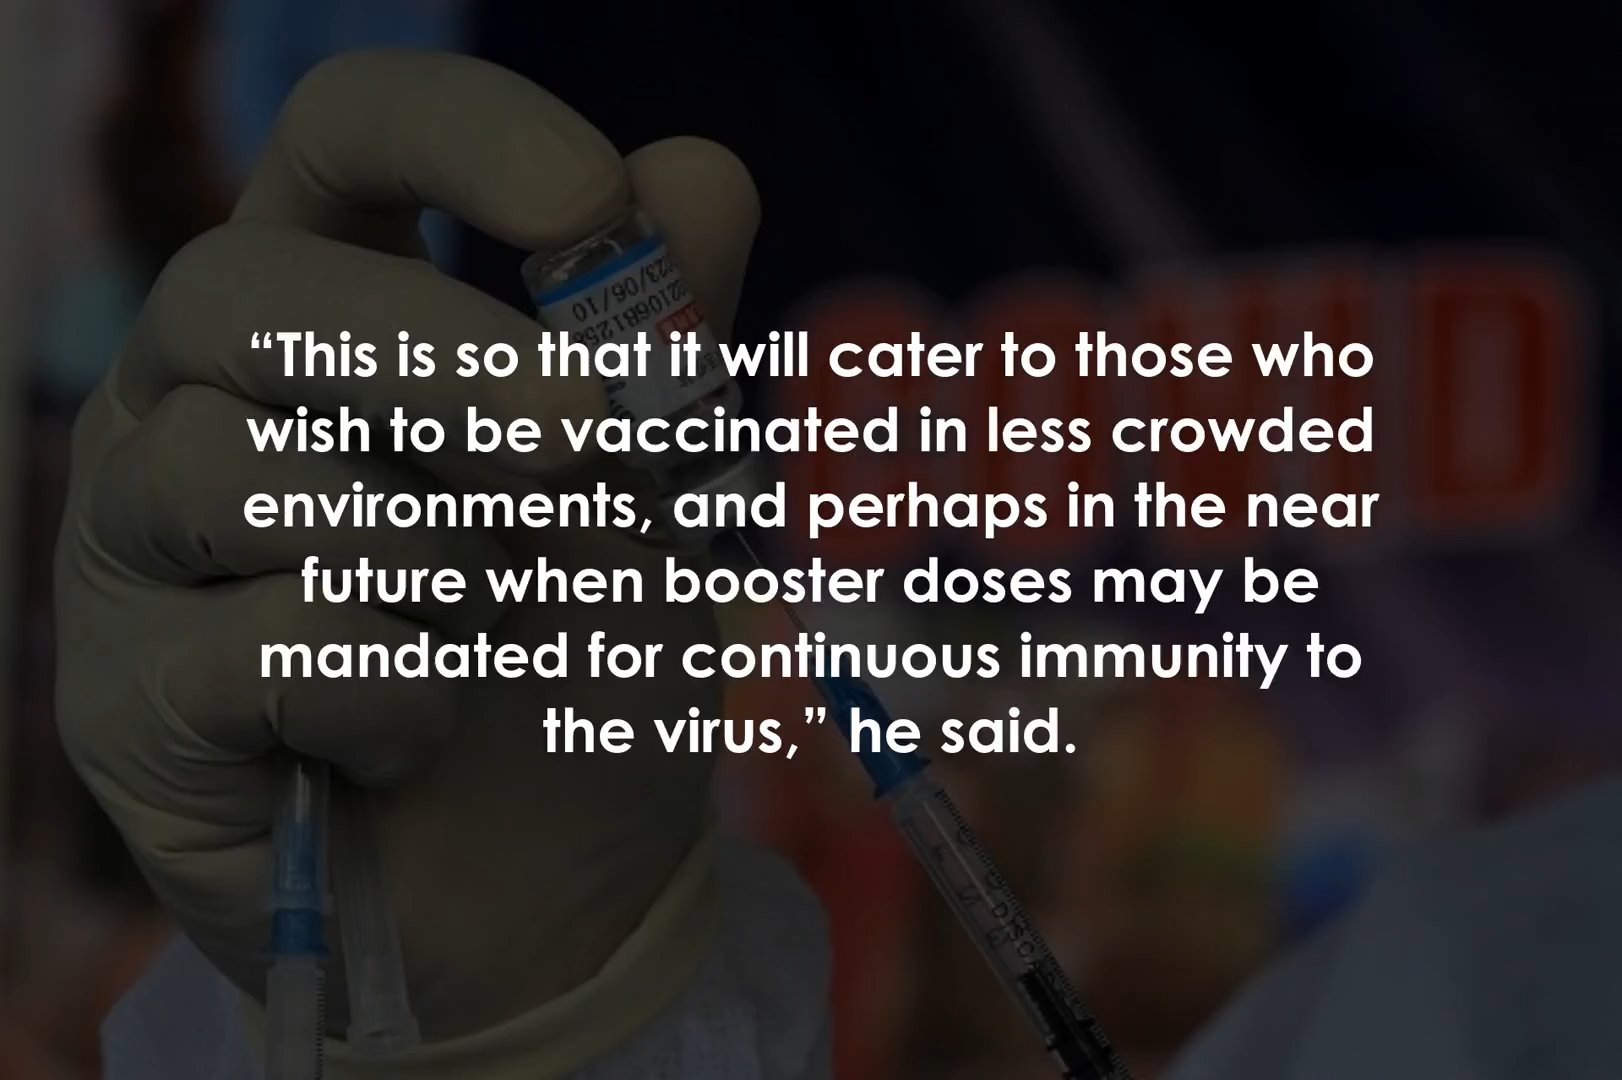 “This is so that it will cater to those who
wish to be vaccinated in less crowded
environments, and perhaps in the near
future when booster doses may be
mandated for continuous immunity to
the virus,” he said.